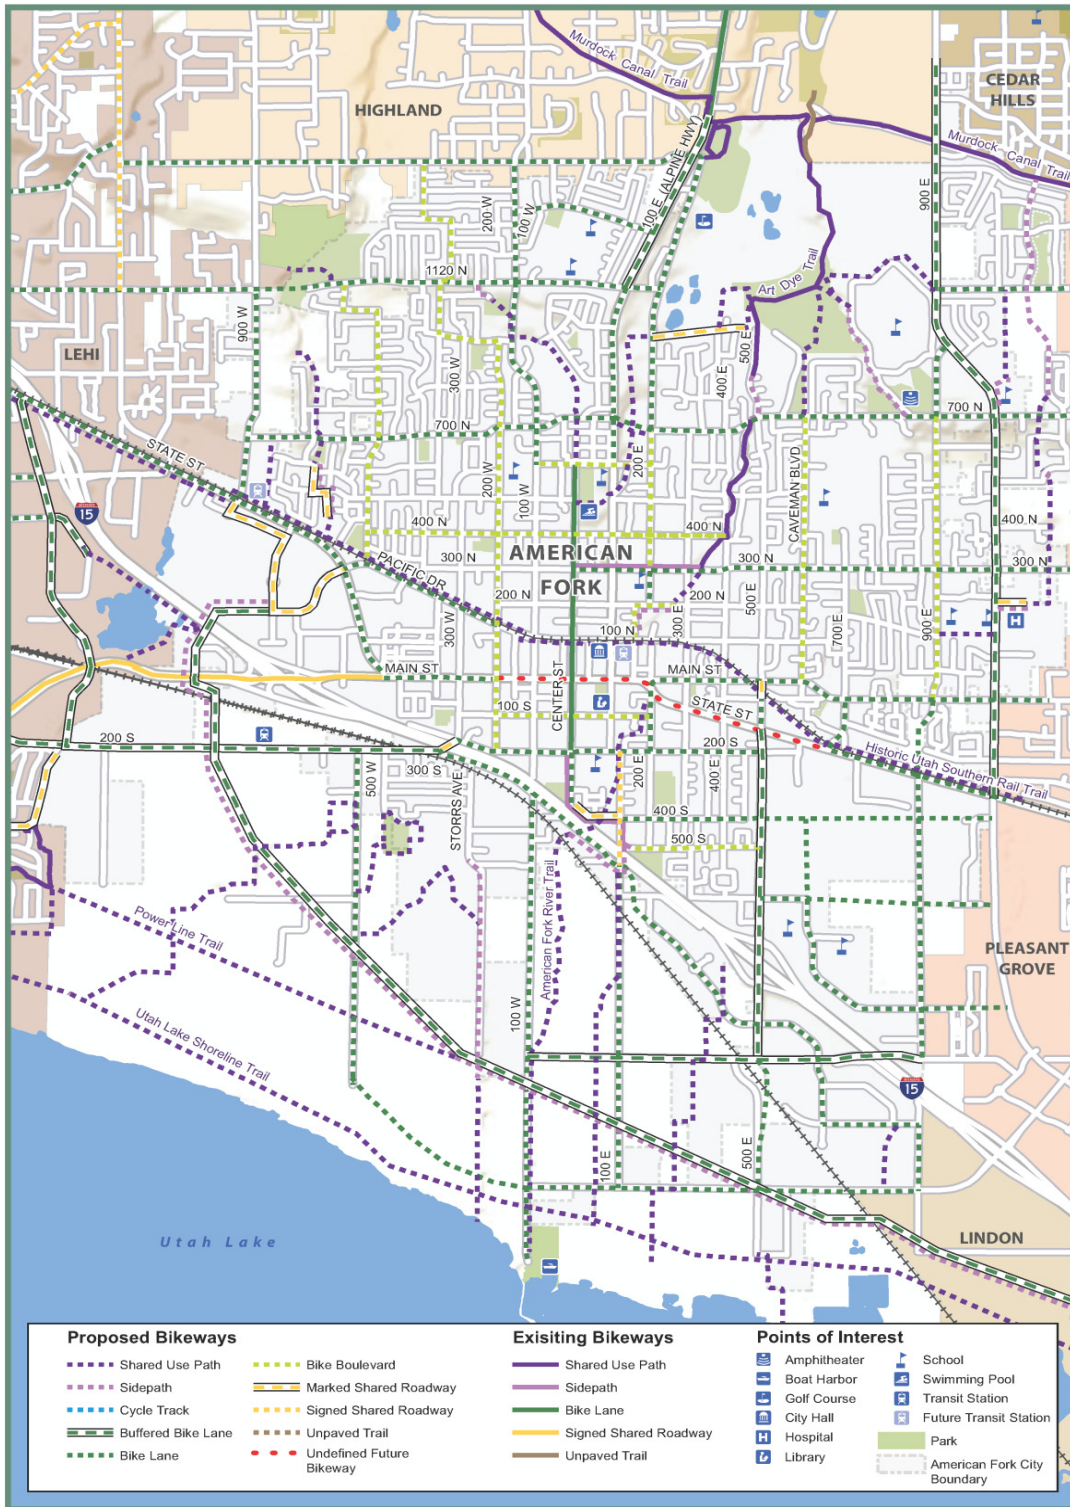 Murdock Canal Trail
CEDAR
HILLS
HIGHLAND
100 E (ALPINE HWY)
Murdock Canal Trail
900 E
200 W
100 W
1120 N
Art Dye Trail
900 W
LEHI
300 W
500 E
400 E
700 N
700 N
STATE ST
200 E
CAVEMAN BLVD
200 W
100 W
15
400 N
400 N
400 N
300 N
AMERICAN
FORK
300 N
300 N
PACIFIC DR
200 N
200 N
500 E
300 W
100 N
300 E
700 E
900 E
H
MAIN ST
MAIN ST
CENTER ST
100 S
STATE ST
200 S
200 S
Historic Utah Southern Rail Trail
300 S
500 W
STORRS AVE
200 E
400 E
400 S
500 S
American Fork River Trail
Power Line Trail
PLEASANT
GROVE
100 W
Utah Lake Shoreline Trail
15
500 E
100 E
Utah Lake
LINDON
Proposed Bikeways
Shared Use Path
Sidepath
Cycle Track
Buffered Bike Lane
Bike Lane
Bike Boulevard
Marked Shared Roadway
Signed Shared Roadway
Unpaved Trail
Undefined Future
Bikeway
Exisiting Bikeways
Shared Use Path
Sidepath
Bike Lane
Signed Shared Roadway
Unpaved Trail
Points of Interest
Amphitheater
Boat Harbor
Golf Course
City Hall
H Hospital
Library
School
Swimming Pool
Transit Station
Future Transit Station
Park
American Fork City
Boundary